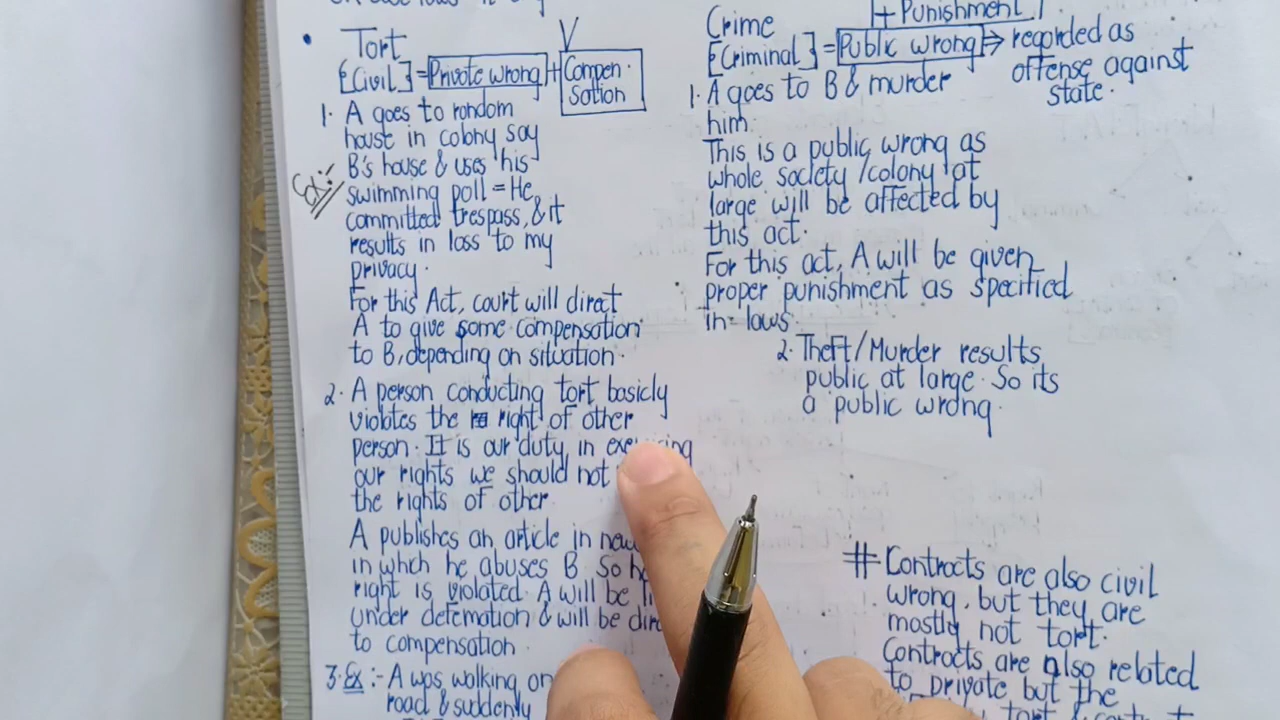 Tort
[Civil] = Private wrong + Compen-
sation
V
1. A goes to random
house in colony say
B's house & uses his
Ex:-
swimming poll = He
committed trespass, & it
results in loss to my
privacy.
For this Act, court will direct
A to give some compensation
to B, depending on situation.
2. A person conducting tort basicly
violates the right of other
person. It is our duty in
our rights we should not
the rights of other
A publishes an article in
in which he abuses B So
right is violated. A will be
under defemation & will be
to compensation.
3. Ex:- A was walking on
road & suddenly
Crime
+ Punishment
[Criminal] = Public wrong → regorded as
offense against
state.
1. A goes to B & murder
him.
This is a public wrong as
whole society /colony at
large will be affected by
this act.
For this act, A will be given
proper punishment as specified
in laws.
2. Theft/Murder results
public at large. So its
a public wrong.
# Contracts are also civil
wrong, but they are
mostly not tort.
Contracts are also related
to private but the
tort &